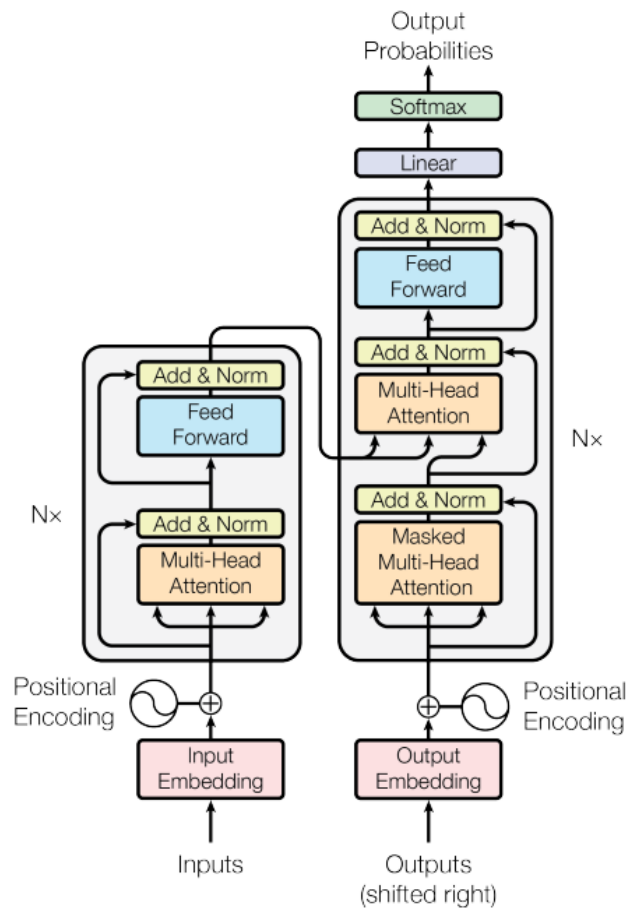 Output
Probabilities
Softmax
Linear
Add & Norm
Feed
Forward
Add & Norm
Multi-Head
Attention
Add & Norm
Masked
Multi-Head
Attention
N×
Add & Norm
Feed
Forward
Add & Norm
Multi-Head
Attention
N×
Positional
Encoding
Positional
Encoding
Input
Embedding
Output
Embedding
Inputs
Outputs
(shifted right)